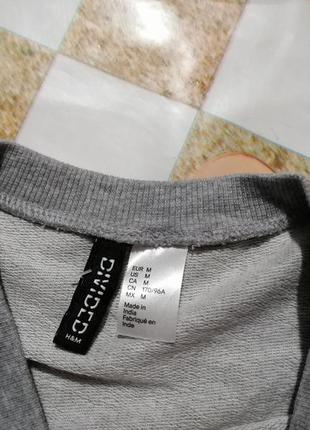 DIVIDED
H&M
EUR M
US M
CA M
CN 170/96A
MX M
Made in
India
Fabriqué en
Inde